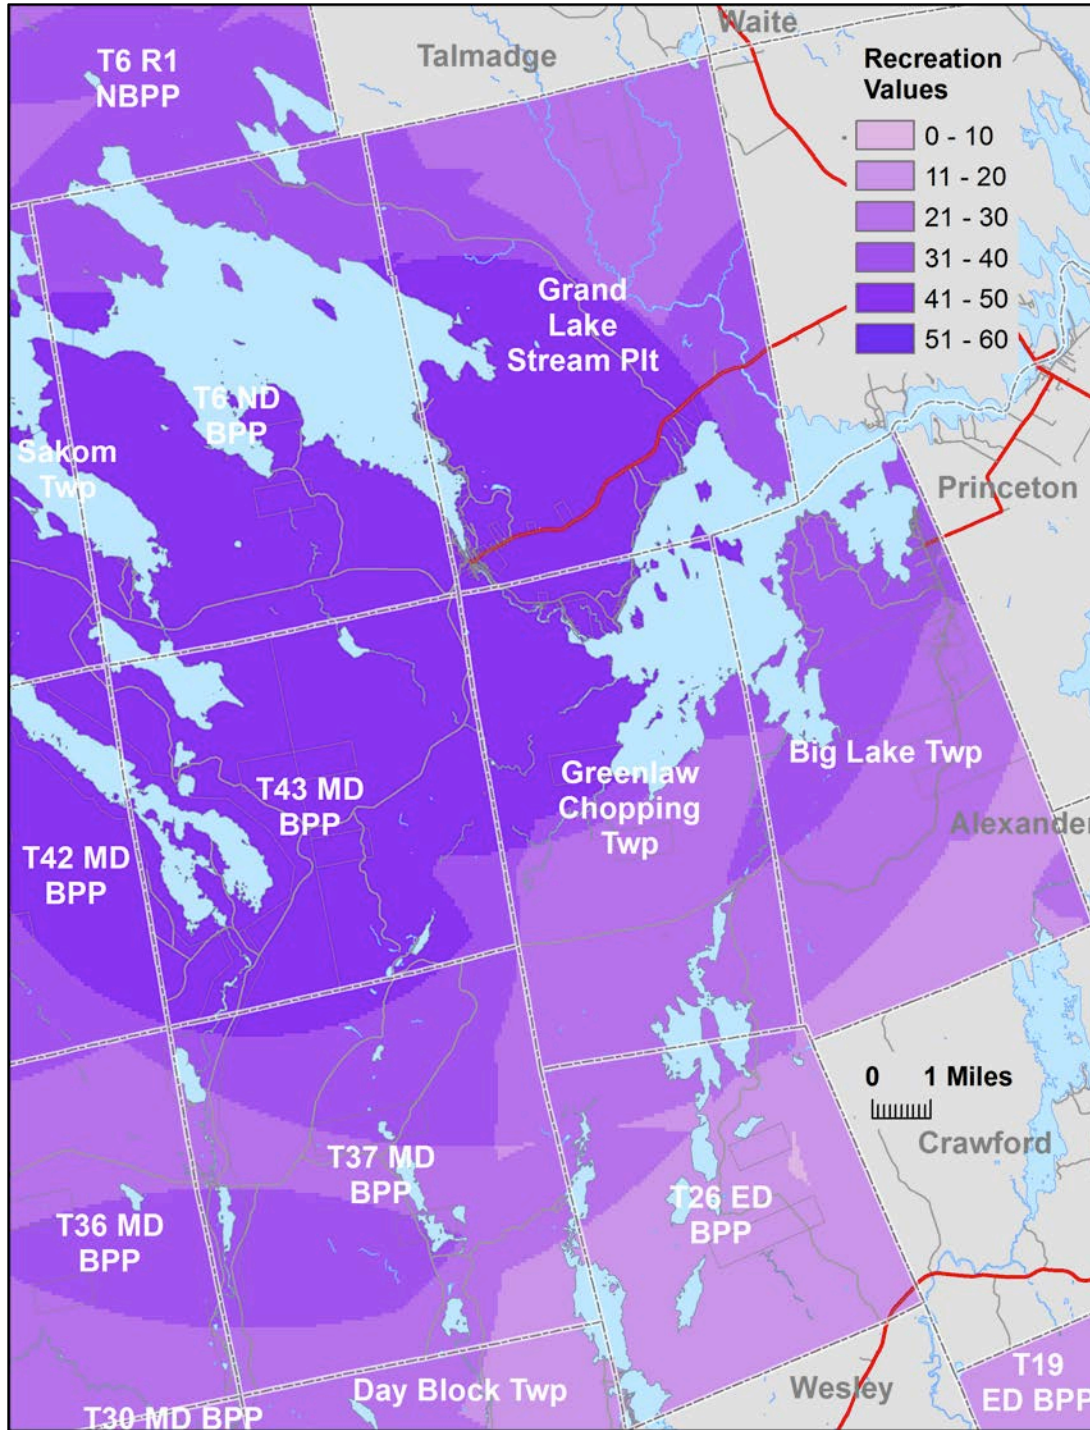 Waite
Talmadge
T6 R1
NBPP
Recreation
Values
0 - 10
11 - 20
21 - 30
31 - 40
41 - 50
51 - 60
Grand
Lake
Stream Plt
T6 ND
BPP
Sakom
Twp
Princeton
Big Lake Twp
Greenlaw
Chopping
Twp
T43 MD
BPP
Alexander
T42 MD
BPP
0 1 Miles
Crawford
T37 MD
BPP
T26 ED
BPP
T36 MD
BPP
T19
ED BPP
Wesley
Day Block Twp
T30 MD BPP